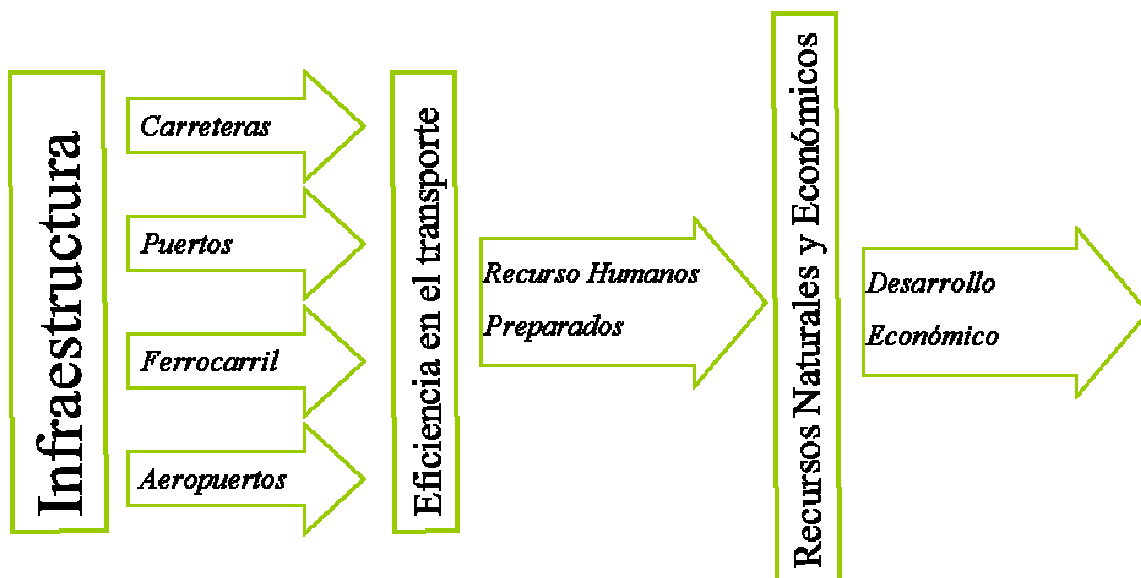 Infraestructura
Carreteras
Puertos
Ferrocarril
Aeropuertos
Eficiencia en el transporte
Recurso Humanos
Preparados
Recursos Naturales y Económicos
Desarrollo
Económico